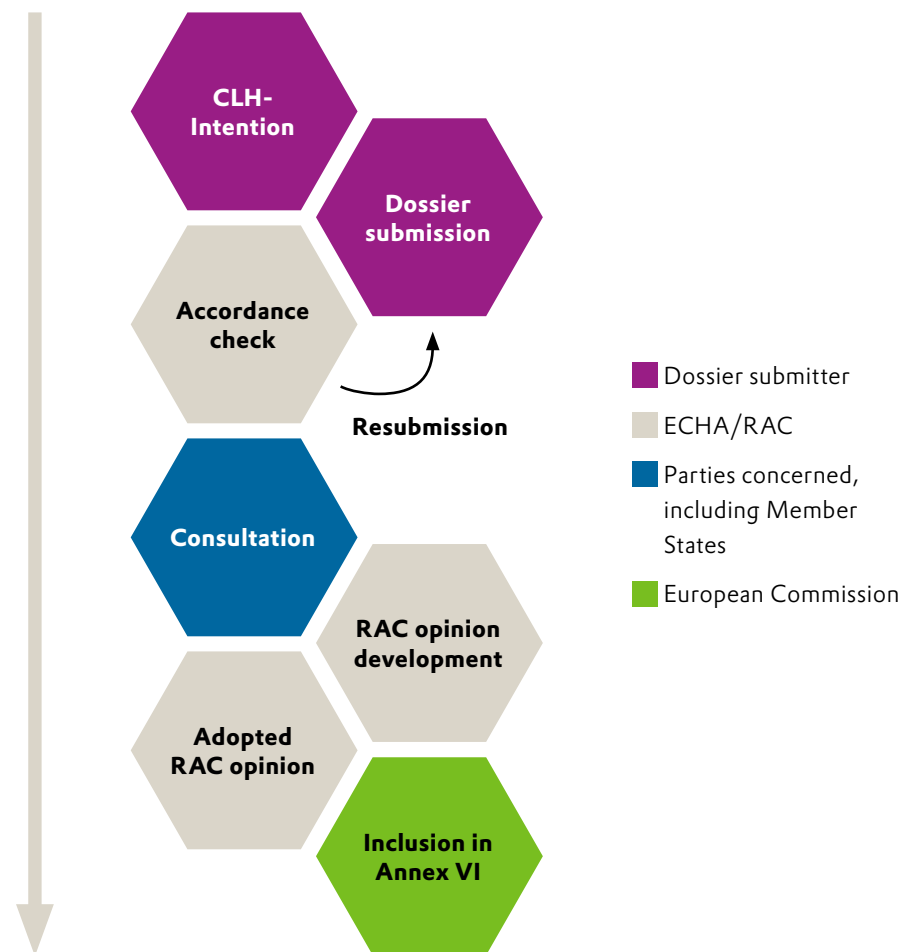 CLH-
Intention
Dossier
submission
Accordance
check
Resubmission
Consultation
RAC opinion
development
Adopted
RAC opinion
Inclusion in
Annex VI
Dossier submitter
ECHA/RAC
Parties concerned,
including Member
States
European Commission